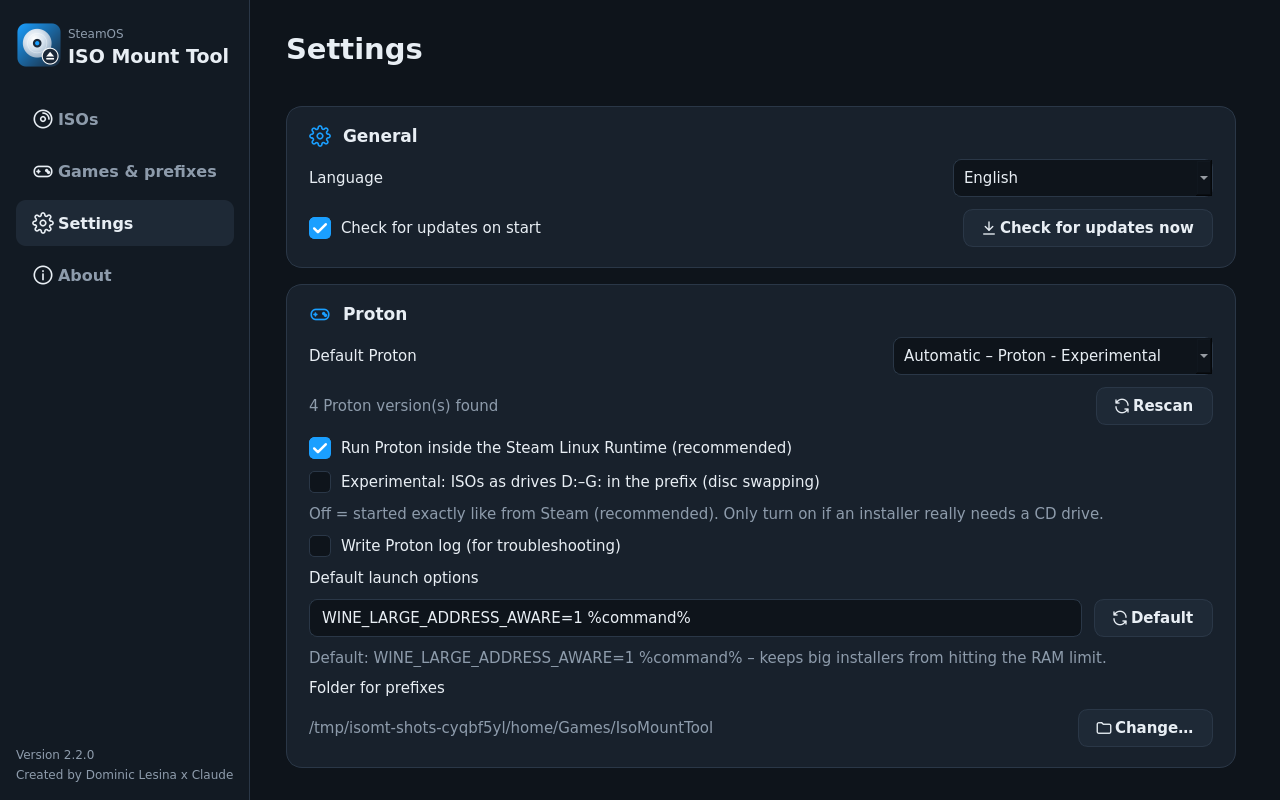 SteamOS
ISO Mount Tool
ISOs
Games & prefixes
Settings
About
Version 2.2.0
Created by Dominic Lesina x Claude
Settings
General
Language
English
Check for updates on start
Check for updates now
Proton
Default Proton
Automatic – Proton - Experimental
4 Proton version(s) found
Rescan
Run Proton inside the Steam Linux Runtime (recommended)
Experimental: ISOs as drives D:–G: in the prefix (disc swapping)
Off = started exactly like from Steam (recommended). Only turn on if an installer really needs a CD drive.
Write Proton log (for troubleshooting)
Default launch options
WINE_LARGE_ADDRESS_AWARE=1 %command%
Default
Default: WINE_LARGE_ADDRESS_AWARE=1 %command% – keeps big installers from hitting the RAM limit.
Folder for prefixes
/tmp/isomt-shots-cyqbf5yl/home/Games/IsoMountTool
Change…